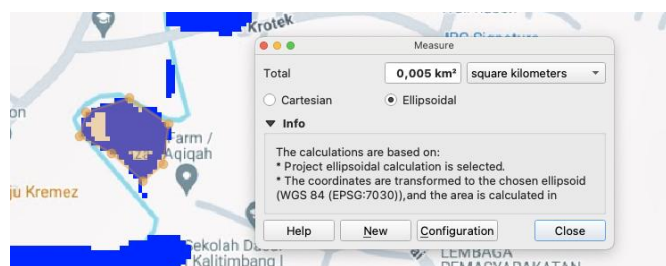 Krotek
Measure
Total
0,005 km²
square kilometers
Cartesian
Ellipsoidal
Info
The calculations are based on:
* Project ellipsoidal calculation is selected.
* The coordinates are transformed to the chosen ellipsoid
(WGS 84 (EPSG:7030)),and the area is calculated in
Help
New
Configuration
Close
on
arm /
Aqiqah
ju Kremez
Sekolah Da
Kalitimbang I
LEMBAGA